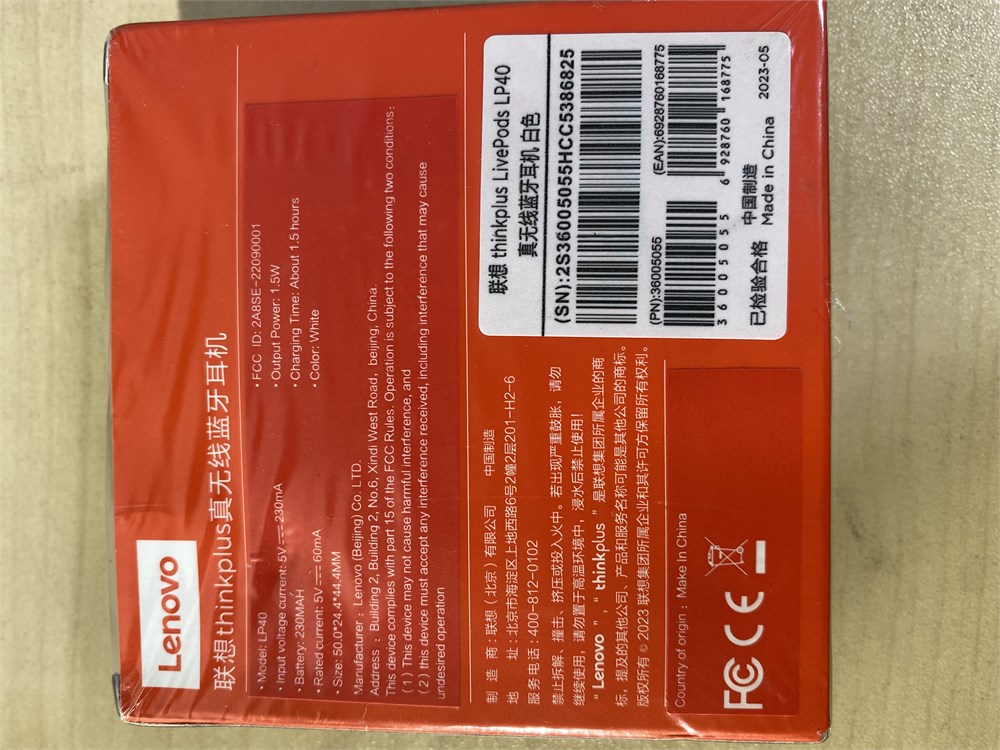 Lenovo
联想thinkplus真无线蓝牙耳机
· Model: LP40
· Input voltage current: 5V⎓230mA
· Battery: 230MAH
· Rated current: 5V⎓60mA
· Size: 50.0*24.4*44.4MM
· FCC ID: 2A8SE-22090001
· Output Power: 1.5W
· Charging Time: About 1.5 hours
· Color: White
Manufacturer : Lenovo (Beijing) Co. LTD.
Address : Building 2, Building 2, No.6, Xindi West Road, beijing, China.
This device complies with part 15 of the FCC Rules. Operation is subject to the following two conditions:
(1) This device may not cause harmful interference, and
(2) this device must accept any interference received, including interference that may cause
undesired operation
制 造 商：联想（北京）有限公司 中国制造
地 址：北京市海淀区上地西路6号2幢2层201-H2-6
服务电话：400-812-0102
禁止拆解、撞击、挤压或投入火中。若出现严重鼓胀，请勿
继续使用，请勿置于高温环境中，浸水后禁止使用！
“Lenovo”，“thinkplus”是联想集团所属企业的商
标，提及的其他公司、产品和服务名称可能是其他公司的商标。
版权所有 © 2023 联想集团所属企业和其许可方保留所有权利。
Country of origin : Make In China
FC CE
联想 thinkplus LivePods LP40
真无线蓝牙耳机 白色
(SN):2S36005055HCC5386825
(PN):36005055
36005055
(EAN):6928760168775
6 928760 168775
已检验合格
中国制造
Made in China
2023-05